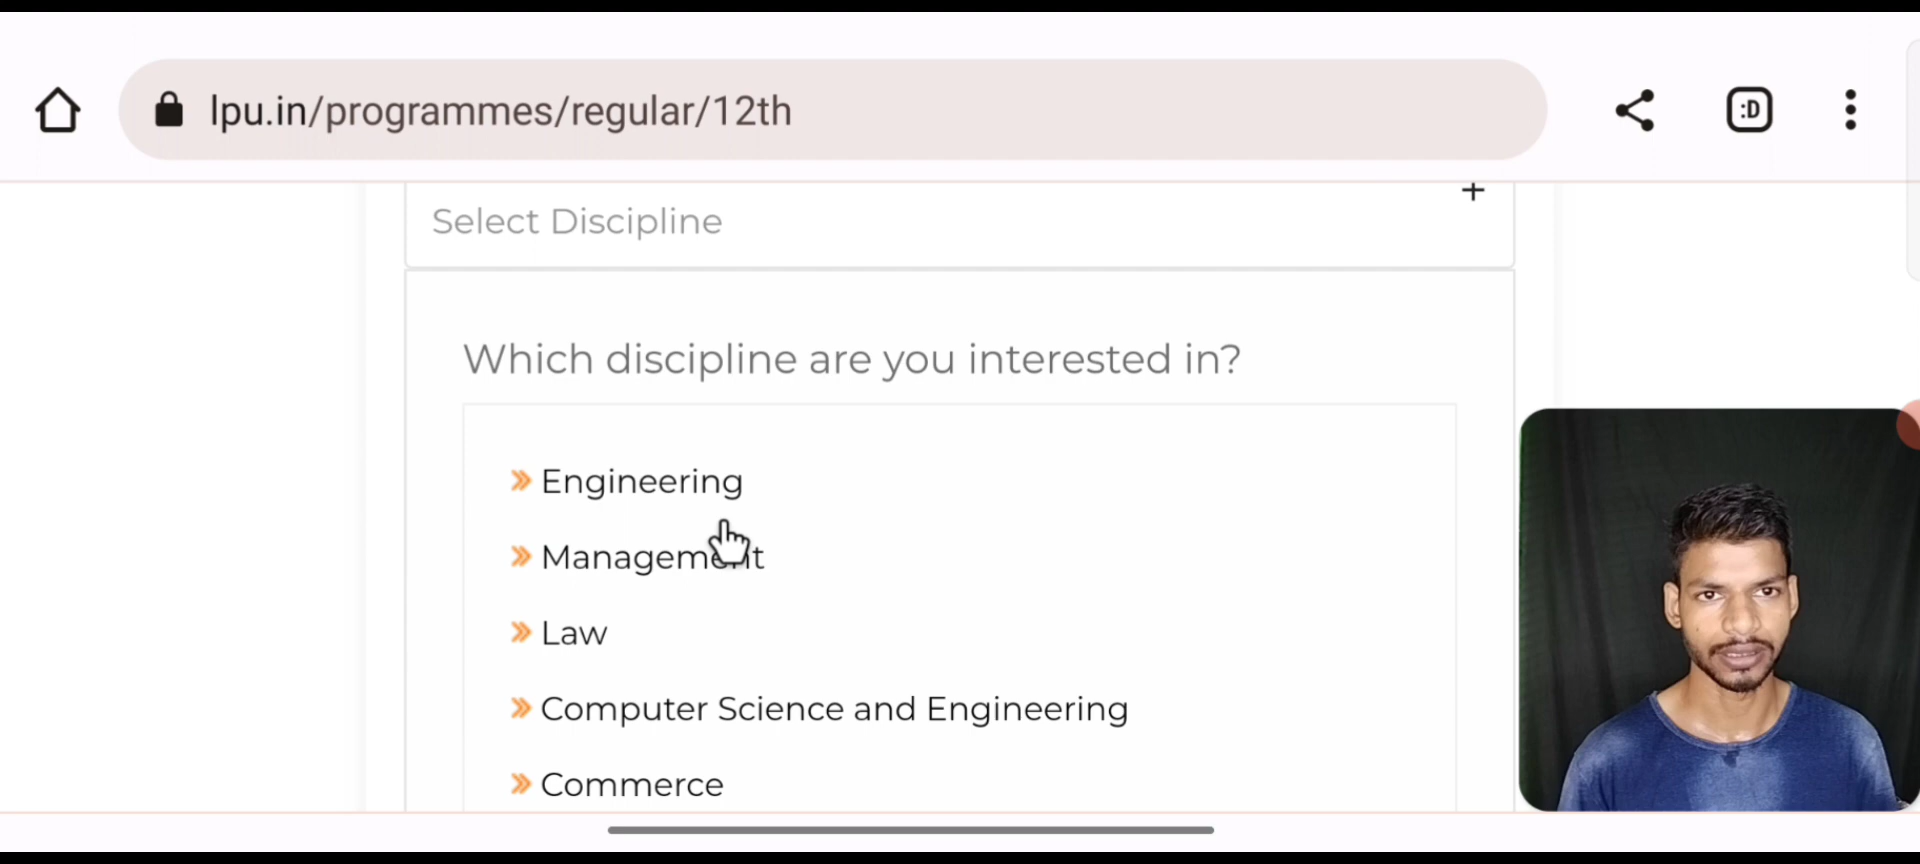 lpu.in/programmes/regular/12th
:D
+
Select Discipline
Which discipline are you interested in?
» Engineering
» Management
» Law
» Computer Science and Engineering
» Commerce